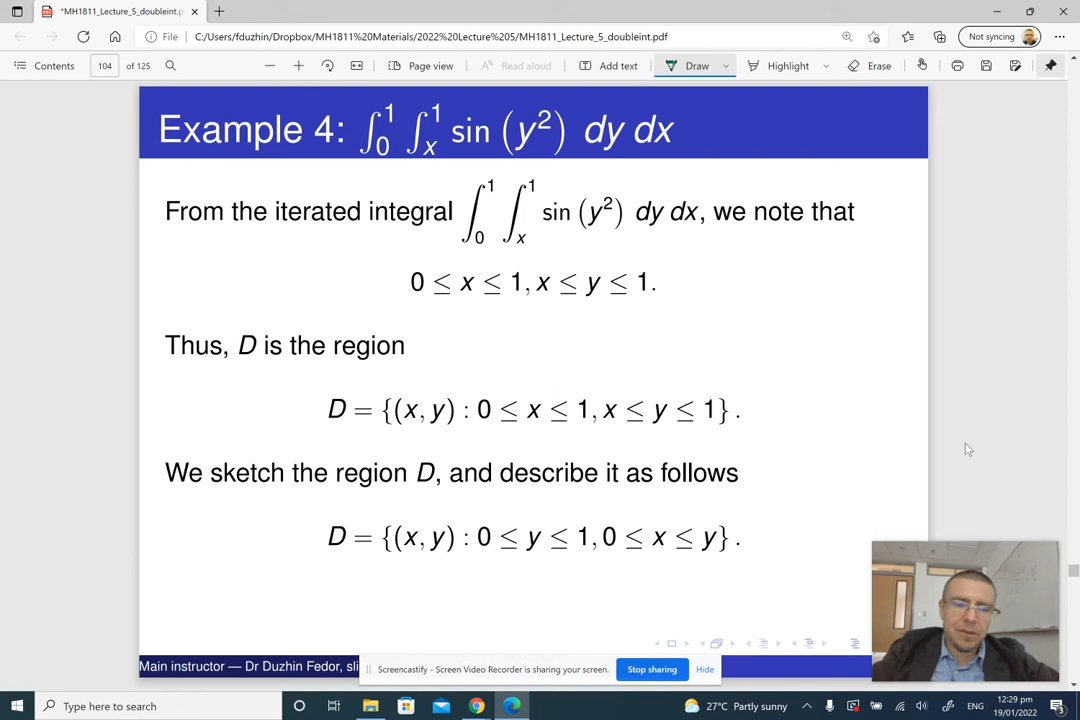 *MH1811_Lecture_5_doubleint.p
File C:/Users/fduzhin/Dropbox/MH1811%20Materials/2022%20Lecture%205/MH1811_Lecture_5_doubleint.pdf
Not syncing
Contents 104 of 125 Page view Read aloud Add text Draw Highlight Erase
Example 4: ∫₀¹ ∫ₓ¹ sin (y²) dy dx
From the iterated integral ∫₀¹ ∫ₓ¹ sin (y²) dy dx, we note that
0 ≤ x ≤ 1, x ≤ y ≤ 1.
Thus, D is the region
D = {(x, y) : 0 ≤ x ≤ 1, x ≤ y ≤ 1} .
We sketch the region D, and describe it as follows
D = {(x, y) : 0 ≤ y ≤ 1, 0 ≤ x ≤ y} .
Main instructor — Dr Duzhin Fedor, sli
Screencastify - Screen Video Recorder is sharing your screen. Stop sharing Hide
Type here to search
27°C Partly sunny
ENG
12:29 pm
19/01/2022
3